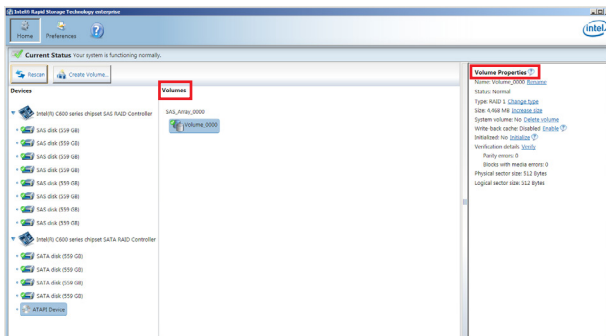 Intel® Rapid Storage Technology enterprise
Home
Preferences
intel
Current Status Your system is functioning normally.
Rescan
Create Volume...
Devices
Intel(R) C600 series chipset SAS RAID Controller
SAS disk (559 GB)
SAS disk (559 GB)
SAS disk (559 GB)
SAS disk (559 GB)
SAS disk (559 GB)
SAS disk (559 GB)
SAS disk (559 GB)
SAS disk (559 GB)
Intel(R) C600 series chipset SATA RAID Controller
SATA disk (559 GB)
SATA disk (559 GB)
SATA disk (559 GB)
SATA disk (559 GB)
ATAPI Device
Volumes
SAS_Array_0000
Volume_0000
Volume Properties
Name: Volume_0000 Rename
Status: Normal
Type: RAID 1 Change type
Size: 4,468 MB Increase size
System volume: No Delete volume
Write-back cache: Disabled Enable
Initialized: No Initialize
Verification details Verify
Parity errors: 0
Blocks with media errors: 0
Physical sector size: 512 Bytes
Logical sector size: 512 Bytes